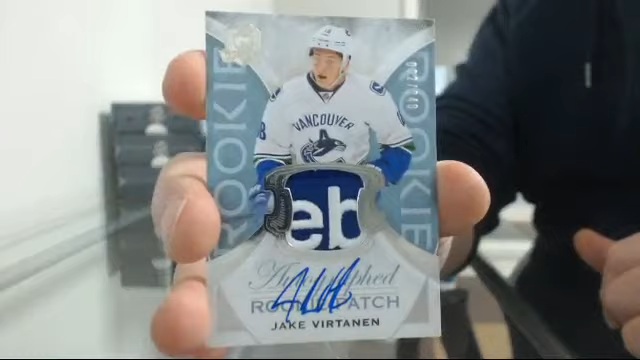 ROOKIE
ROOKIE
VANCOUVER
eb
Autographed
ROOKIE PATCH
JAKE VIRTANEN